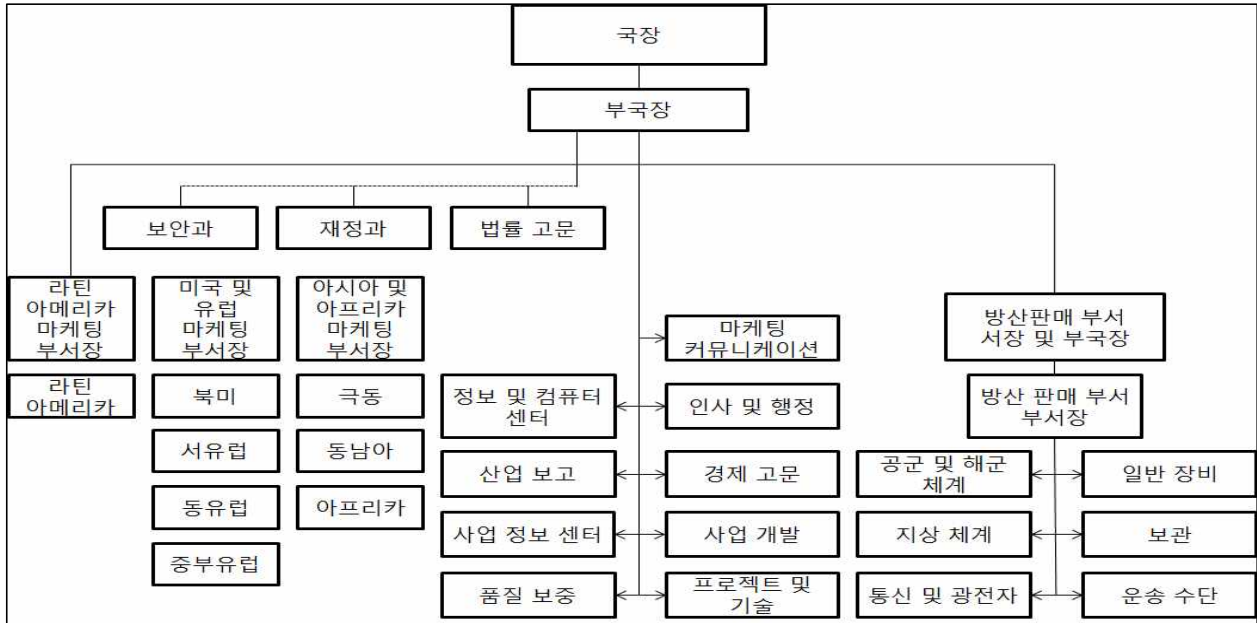 국장
부국장
보안과
재정과
법률 고문
라틴
아메리카
마케팅
부서장
미국 및
유럽
마케팅
부서장
아시아 및
아프리카
마케팅
부서장
방산판매 부서
서장 및 부국장
마케팅
커뮤니케이션
라틴
아메리카
북미
극동
정보 및 컴퓨터
센터
인사 및 행정
방산 판매 부서
부서장
서유럽
동남아
산업 보고
경제 고문
공군 및 해군
체계
일반 장비
동유럽
아프리카
사업 정보 센터
사업 개발
지상 체계
보관
중부유럽
품질 보증
프로젝트 및
기술
통신 및 광전자
운송 수단